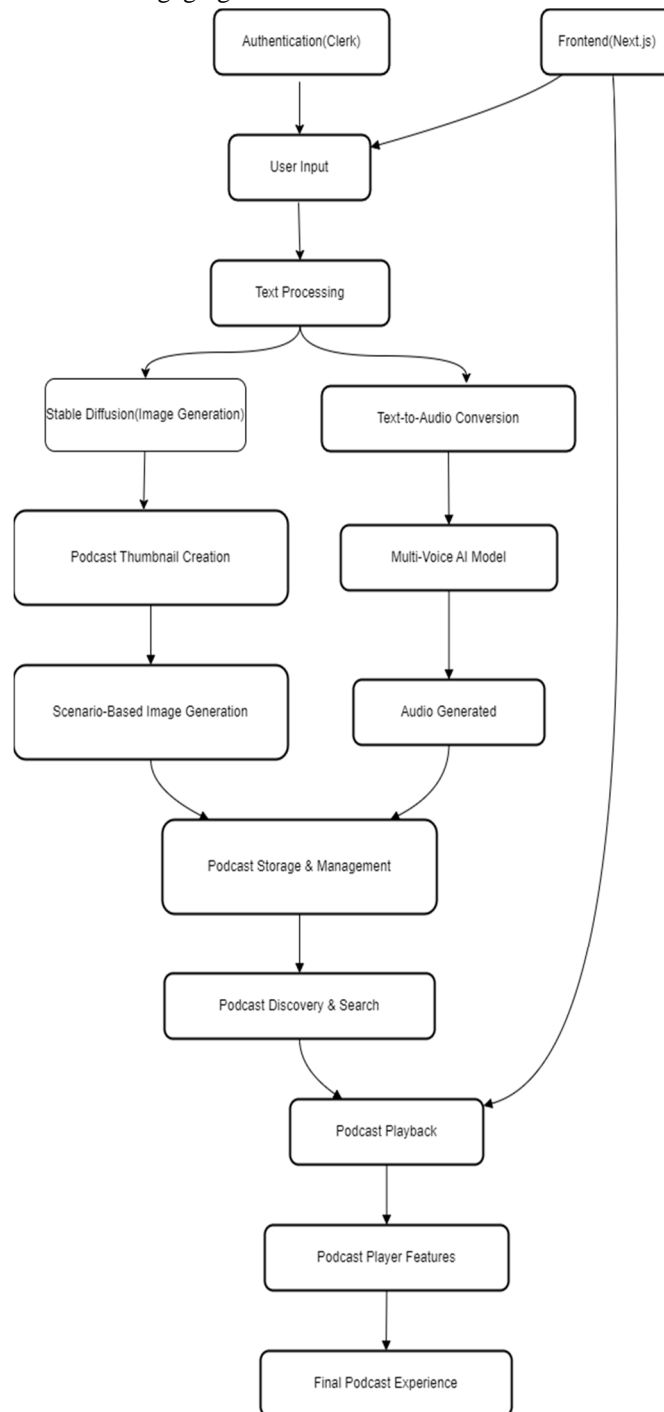 Authentication(Clerk)
Frontend(Next.js)
User Input
Text Processing
Stable Diffusion(Image Generation)
Text-to-Audio Conversion
Podcast Thumbnail Creation
Multi-Voice AI Model
Scenario-Based Image Generation
Audio Generated
Podcast Storage & Management
Podcast Discovery & Search
Podcast Playback
Podcast Player Features
Final Podcast Experience